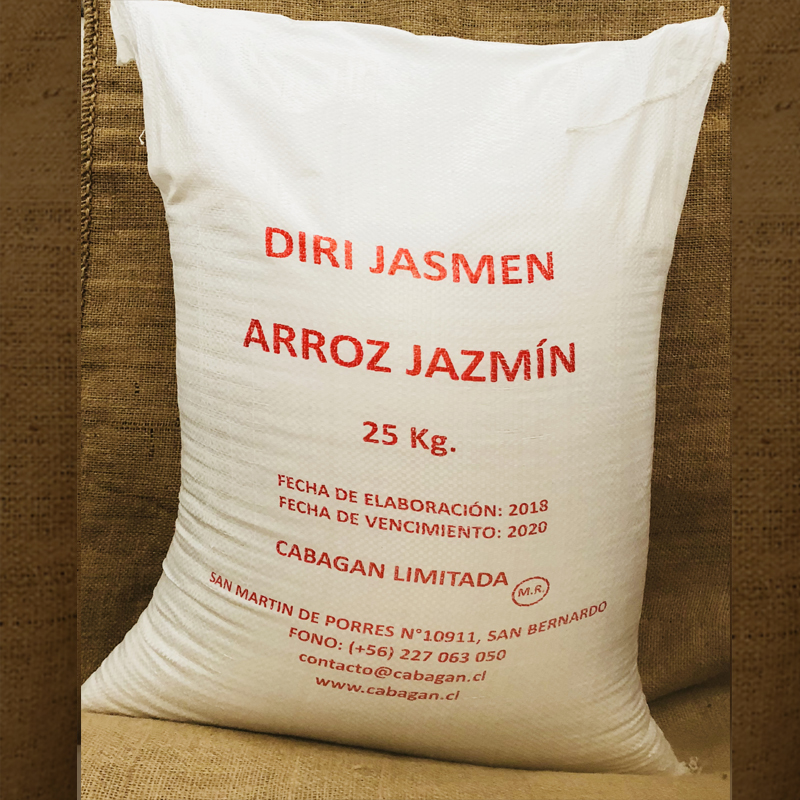 DIRI JASMEN
ARROZ JAZMÍN
25 Kg.
FECHA DE ELABORACIÓN: 2018
FECHA DE VENCIMIENTO: 2020
CABAGAN LIMITADA M.R.
SAN MARTIN DE PORRES N°10911, SAN BERNARDO
FONO: (+56) 227 063 050
contacto@cabagan.cl
www.cabagan.cl